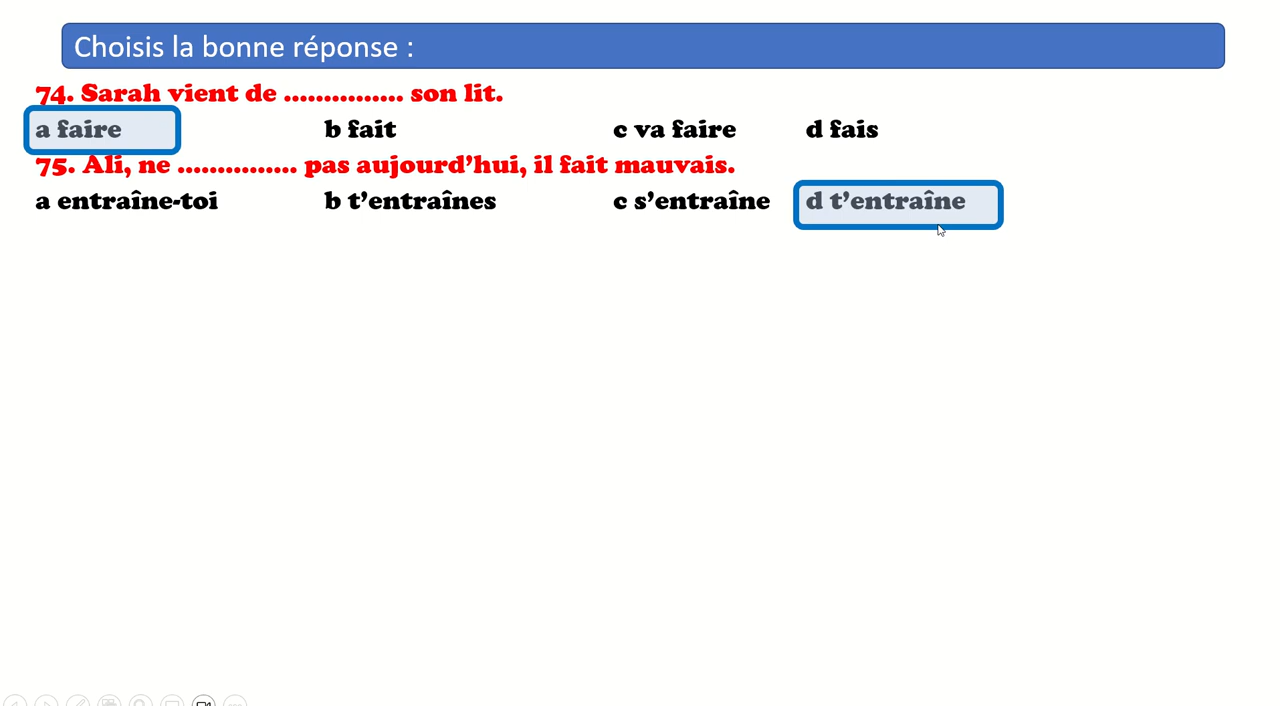 Choisis la bonne réponse :
74. Sarah vient de ............... son lit.
a faire b fait c va faire d fais
75. Ali, ne ............... pas aujourd’hui, il fait mauvais.
a entraîne-toi b t’entraînes c s’entraîne d t’entraîne